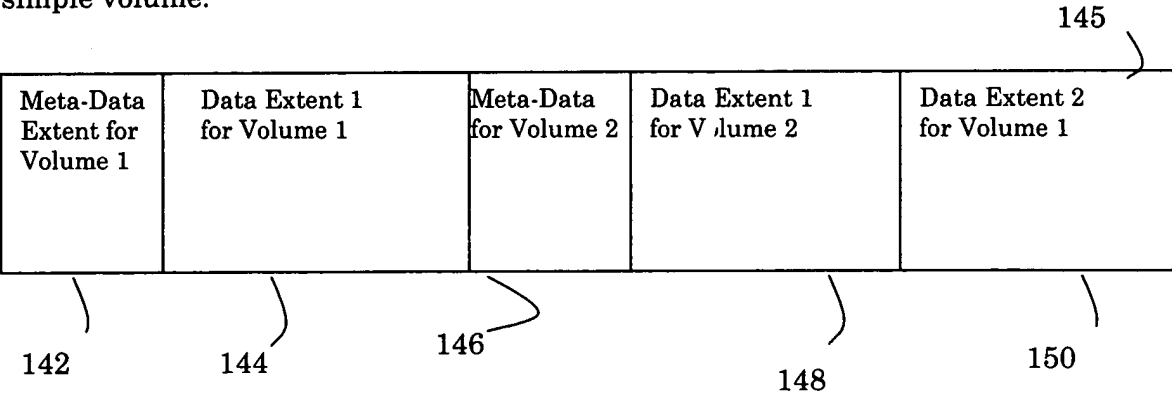 simple volume.
145
Meta-Data
Extent for
Volume 1
Data Extent 1
for Volume 1
Meta-Data
for Volume 2
Data Extent 1
for V lume 2
Data Extent 2
for Volume 1
142
144
146
148
150